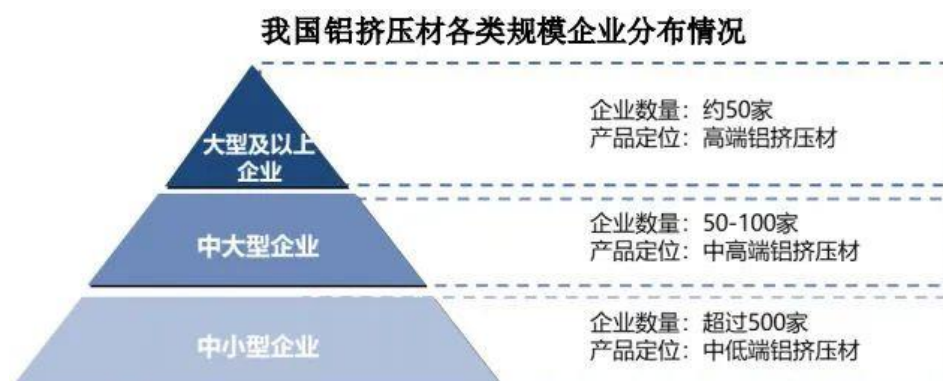 我国铝挤压材各类规模企业分布情况
大型及以上
企业
企业数量：约50家
产品定位：高端铝挤压材
中大型企业
企业数量：50-100家
产品定位：中高端铝挤压材
中小型企业
企业数量：超过500家
产品定位：中低端铝挤压材